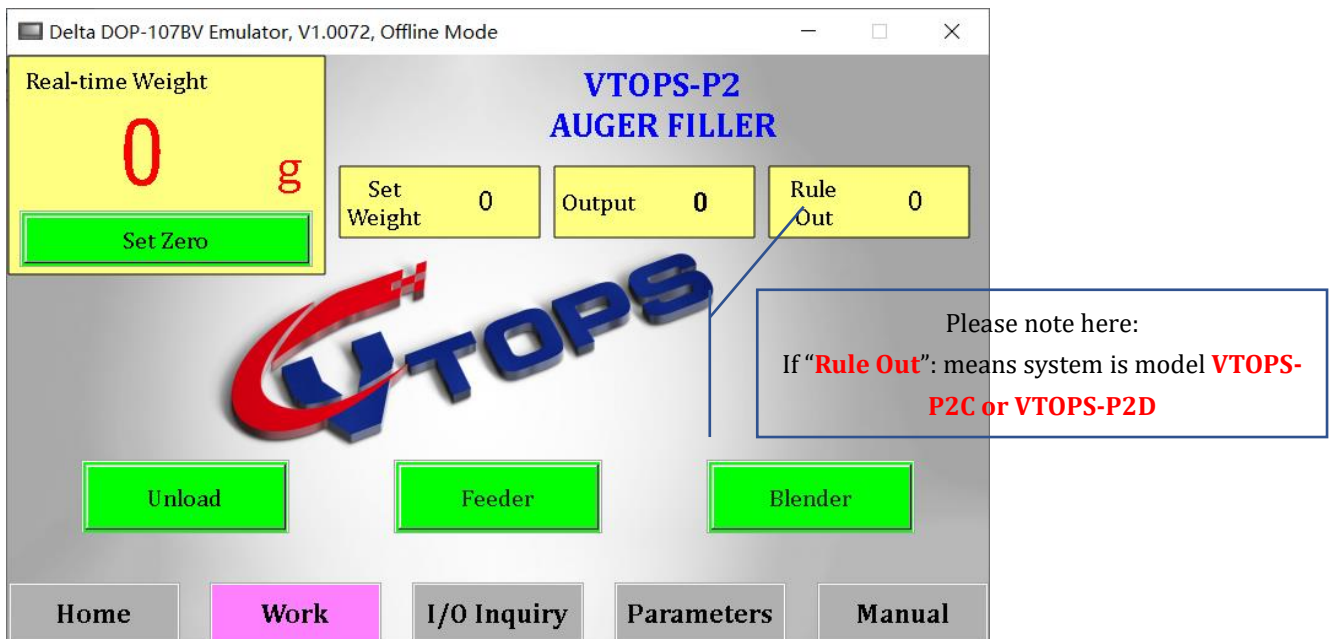 Delta DOP-107BV Emulator, V1.0072, Offline Mode
Real-time Weight
0
g
Set Zero
VTOPS-P2
AUGER FILLER
Set
Weight
0
Output
0
Rule
Out
0
VTOPS
Please note here:
If “Rule Out”: means system is model VTOPS-
P2C or VTOPS-P2D
Unload
Feeder
Blender
Home
Work
I/O Inquiry
Parameters
Manual